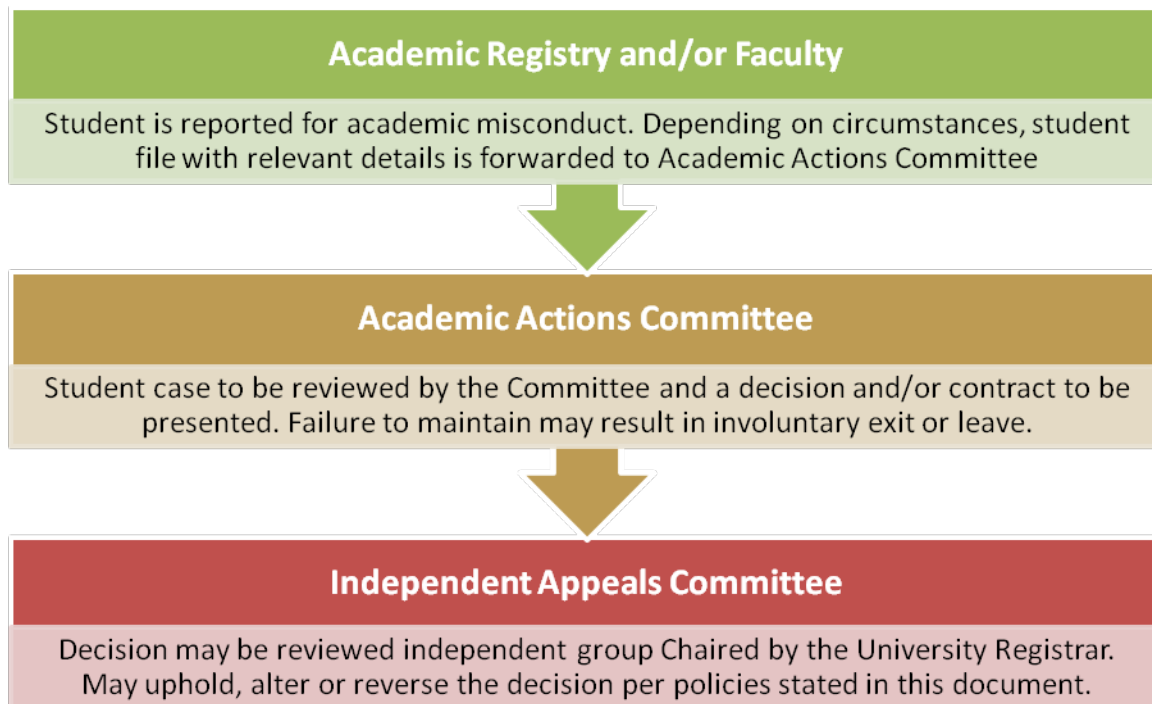 Academic Registry and/or Faculty
Student is reported for academic misconduct. Depending on circumstances, student
file with relevant details is forwarded to Academic Actions Committee
Academic Actions Committee
Student case to be reviewed by the Committee and a decision and/or contract to be
presented. Failure to maintain may result in involuntary exit or leave.
Independent Appeals Committee
Decision may be reviewed independent group Chaired by the University Registrar.
May uphold, alter or reverse the decision per policies stated in this document.